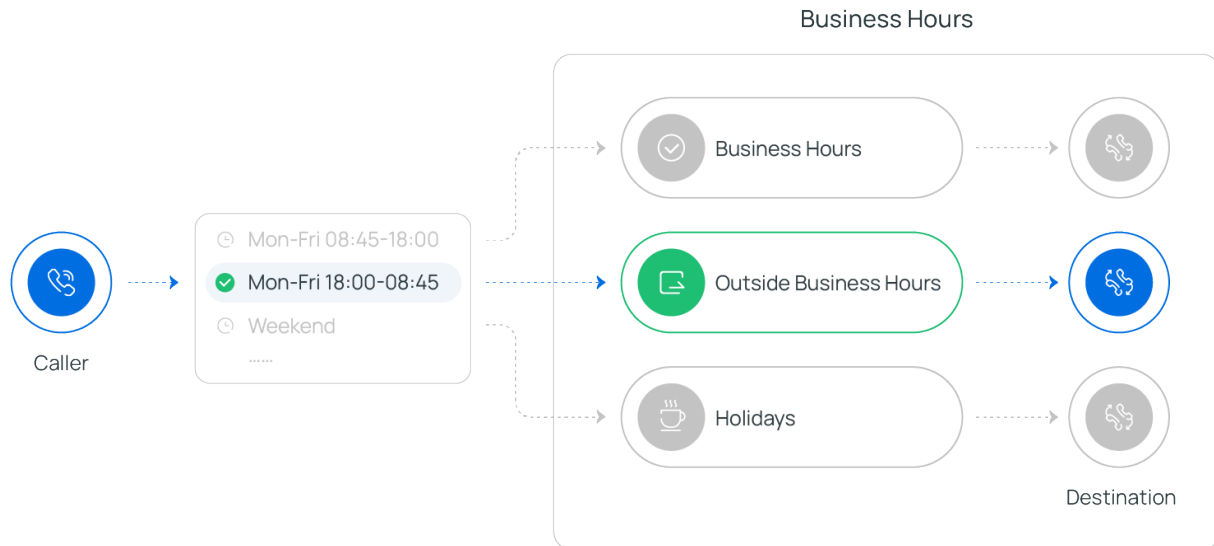 Business Hours
Business Hours
Mon-Fri 08:45-18:00
Mon-Fri 18:00-08:45
Outside Business Hours
Weekend
......
Caller
Holidays
Destination